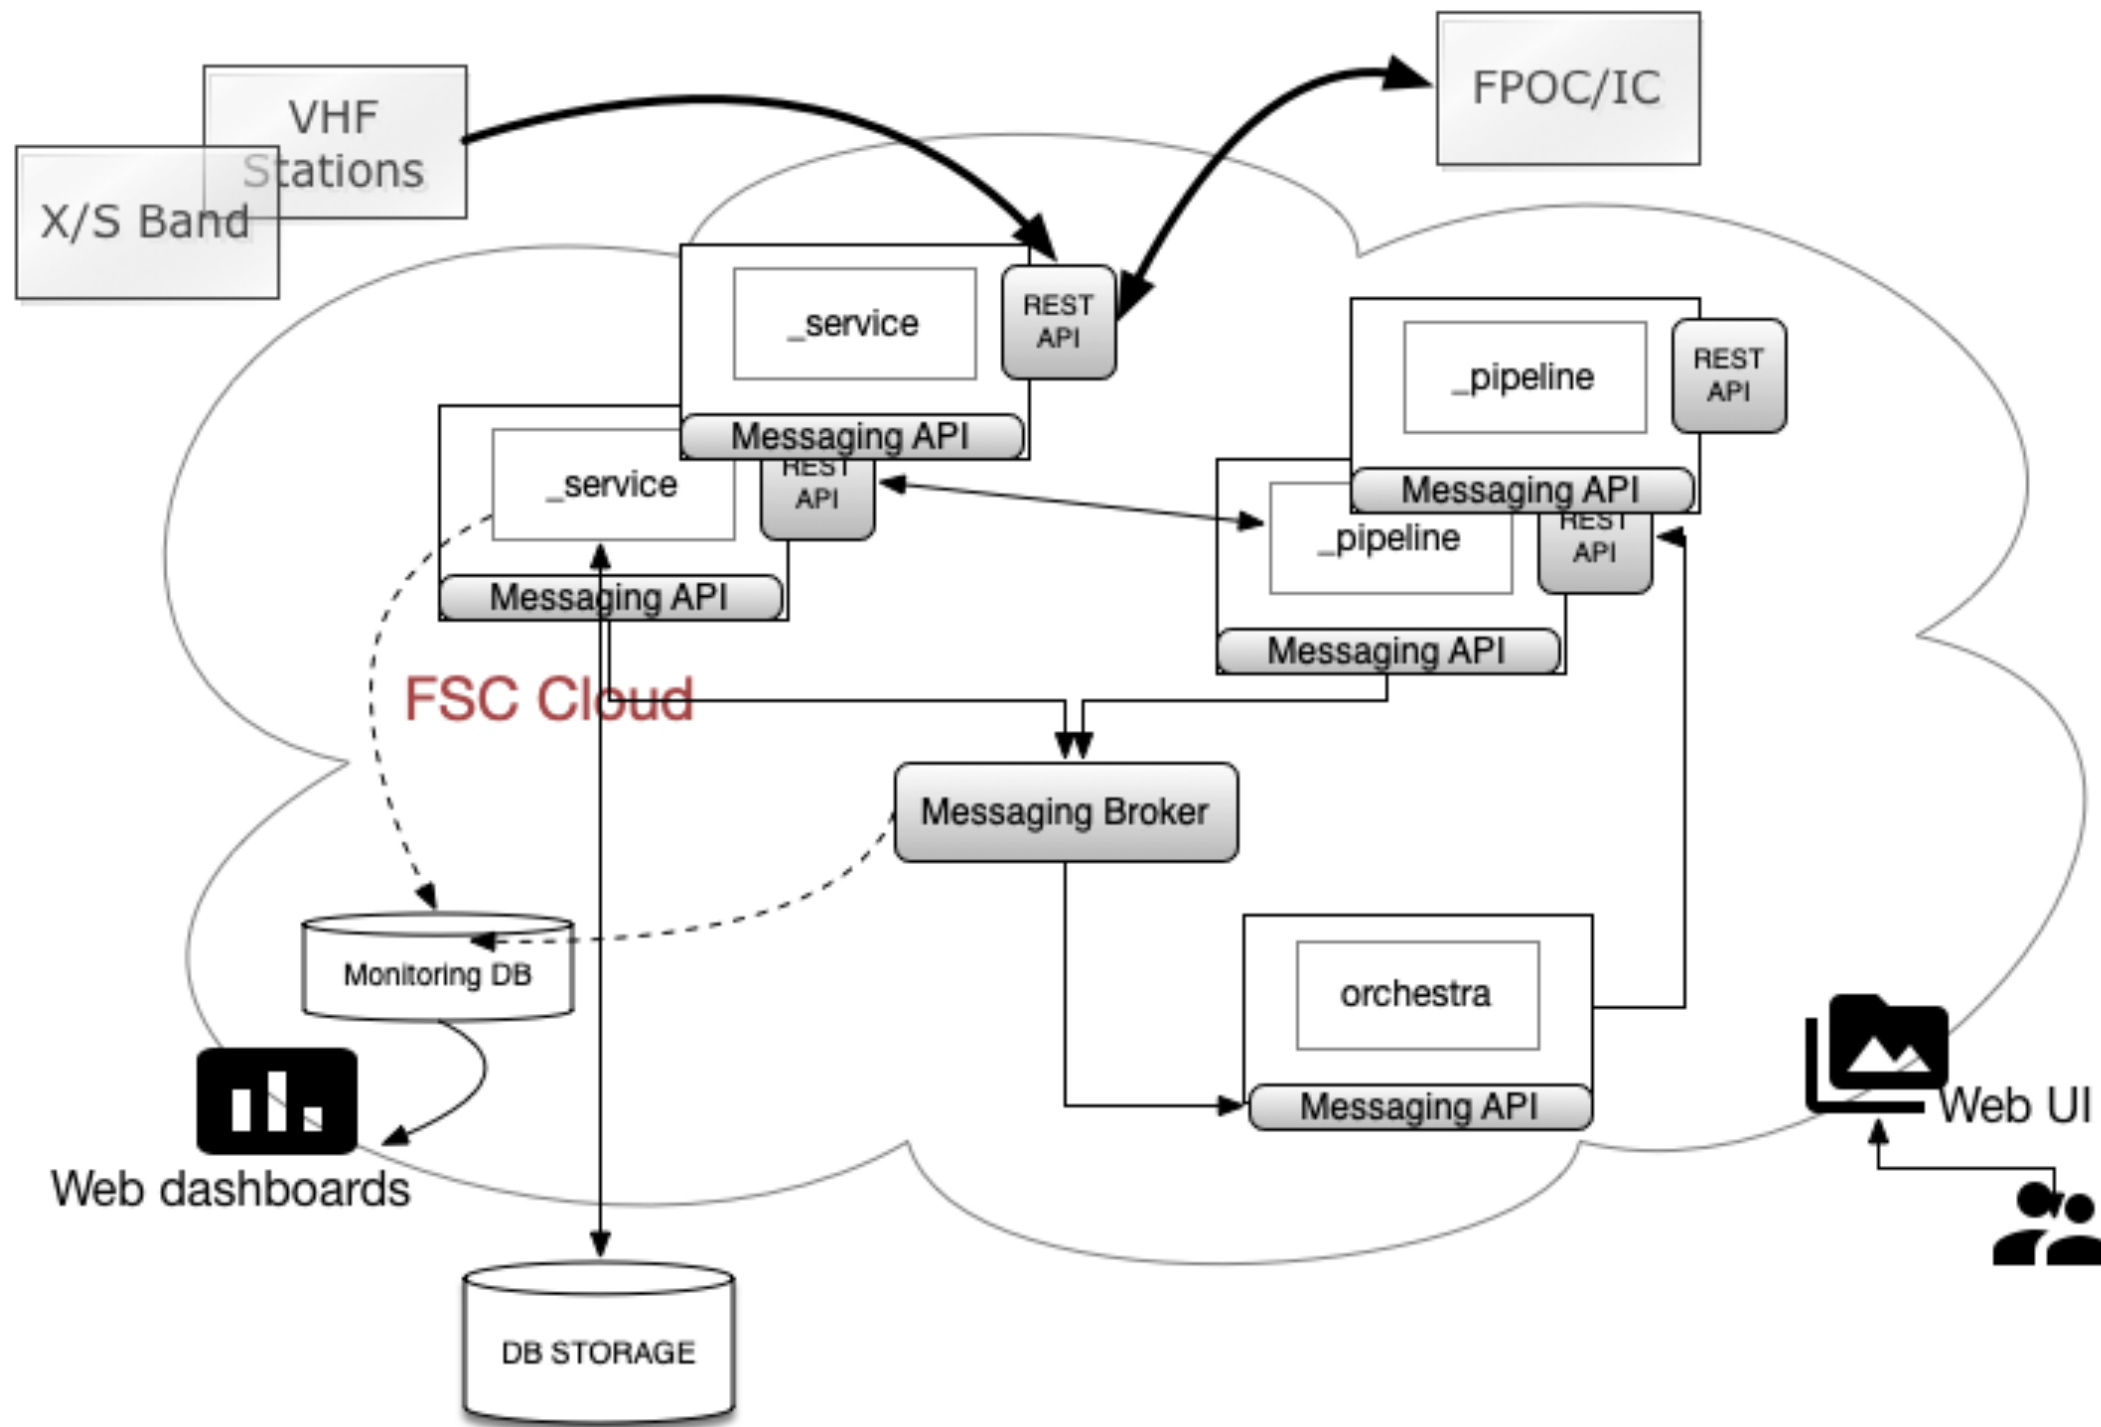 VHF
Stations
X/S Band
FPOC/IC
_service
REST
API
Messaging API
_service
REST
API
Messaging API
_pipeline
REST
API
Messaging API
_pipeline
REST
API
Messaging API
FSC Cloud
Messaging Broker
Monitoring DB
orchestra
Messaging API
Web dashboards
Web UI
DB STORAGE